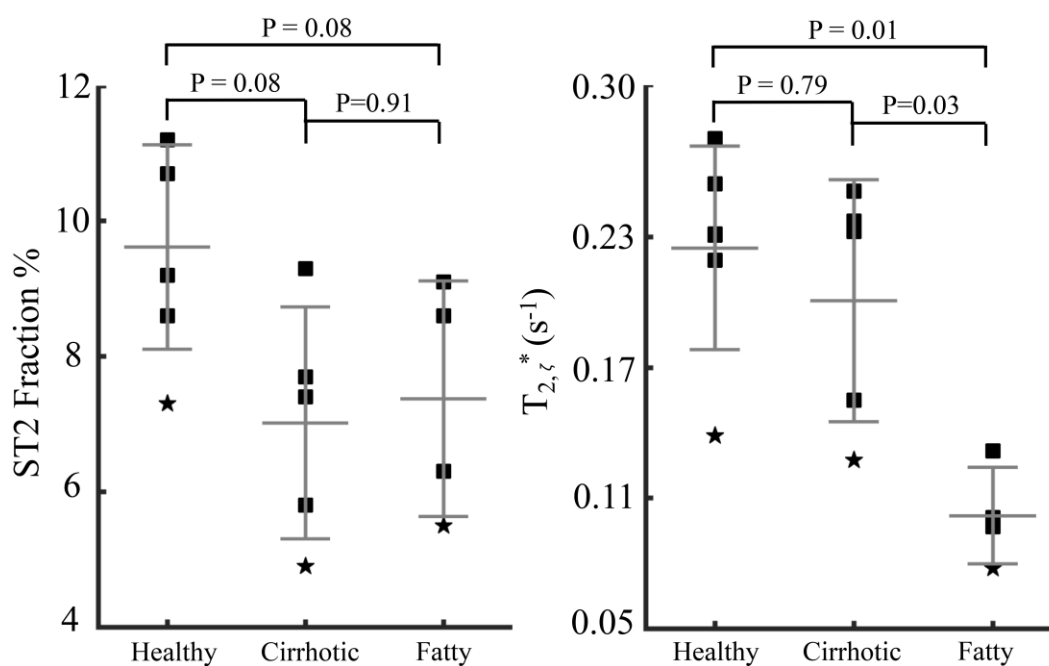 P = 0.08
P = 0.08
P=0.91
12
10
8
6
4
ST2 Fraction %
Healthy
Cirrhotic
Fatty
P = 0.01
P = 0.79
P=0.03
0.30
0.23
0.17
0.11
0.05
T2,ζ* (s-1)
Healthy
Cirrhotic
Fatty